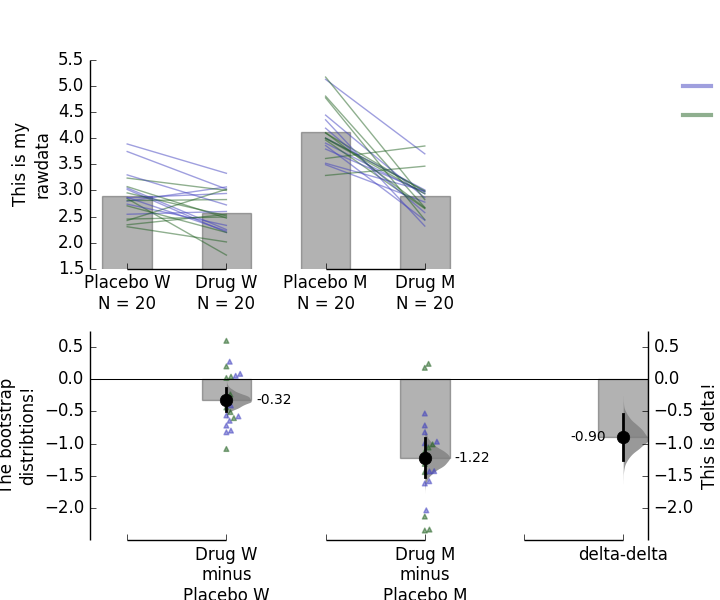 5.5
5.0
4.5
4.0
3.5
3.0
2.5
2.0
1.5
This is my
rawdata
Placebo W
N = 20
Drug W
N = 20
Placebo M
N = 20
Drug M
N = 20
0.5
0.0
−0.5
−1.0
−1.5
−2.0
The bootstrap
distribtions!
-0.32
-1.22
-0.90
0.5
0.0
−0.5
−1.0
−1.5
−2.0
This is delta!
Drug W
minus
Placebo W
Drug M
minus
Placebo M
delta-delta